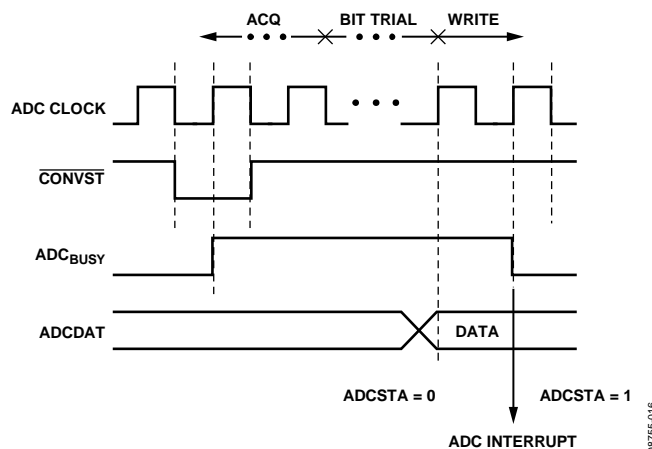 ACQ BIT TRIAL WRITE
ADC CLOCK
CONVST
ADCBUSY
ADCDAT
DATA
ADCSTA = 0 ADCSTA = 1
ADC INTERRUPT